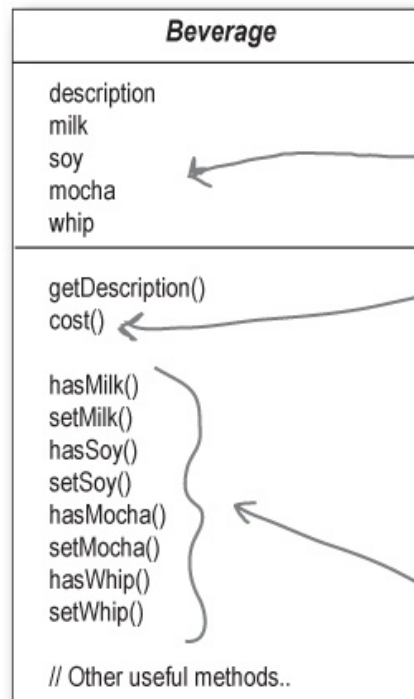 Beverage
description
milk
soy
mocha
whip
getDescription()
cost()
hasMilk()
setMilk()
hasSoy()
setSoy()
hasMocha()
setMocha()
hasWhip()
setWhip()
// Other useful methods..